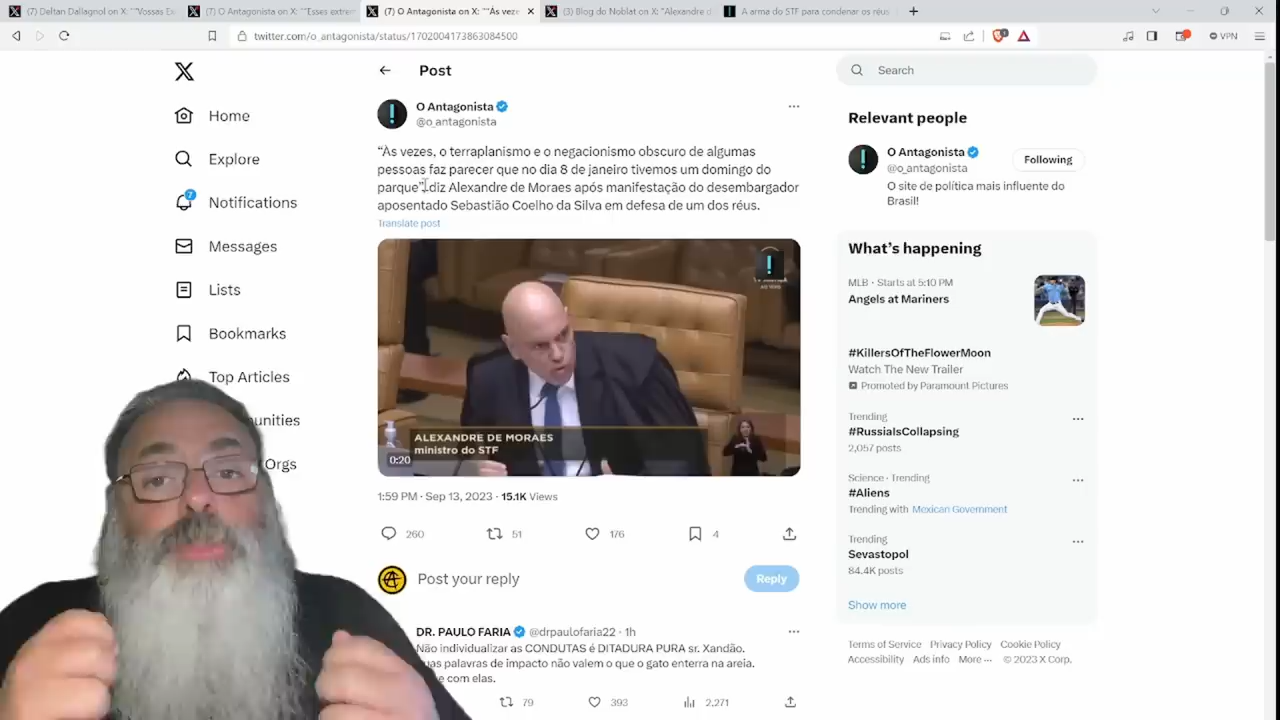 (7) Deltan Dallagnol on X: "“Vossas Ex
(7) O Antagonista on X: "“Esses extrem
(7) O Antagonista on X: "“Às veze
(3) Blog do Noblat on X: "Alexandre d
A arma do STF para condenar os réus
twitter.com/o_antagonista/status/1702004173863084500
VPN
Home
Explore
7
Notifications
Messages
Lists
Bookmarks
Top Articles
Orgs
Post
O Antagonista
@o_antagonista
“Às vezes, o terraplanismo e o negacionismo obscuro de algumas
pessoas faz parecer que no dia 8 de janeiro tivemos um domingo do
parque”, diz Alexandre de Moraes após manifestação do desembargador
aposentado Sebastião Coelho da Silva em defesa de um dos réus.
Translate post
ALEXANDRE DE MORAES
ministro do STF
0:20
1:59 PM · Sep 13, 2023 · 15.1K Views
260
51
176
4
Post your reply
Reply
DR. PAULO FARIA @drpaulofaria22 · 1h
Não individualizar as CONDUTAS é DITADURA PURA sr. Xandão.
palavras de impacto não valem o que o gato enterra na areia.
com elas.
79
393
2,271
Search
Relevant people
O Antagonista
@o_antagonista
Following
O site de política mais influente do
Brasil!
What’s happening
MLB · Starts at 5:10 PM
Angels at Mariners
#KillersOfTheFlowerMoon
Watch The New Trailer
Promoted by Paramount Pictures
Trending
#RussiaIsCollapsing
2,057 posts
Science · Trending
#Aliens
Trending with Mexican Government
Trending
Sevastopol
84.4K posts
Show more
Terms of Service Privacy Policy Cookie Policy
Accessibility Ads info More ··· © 2023 X Corp.